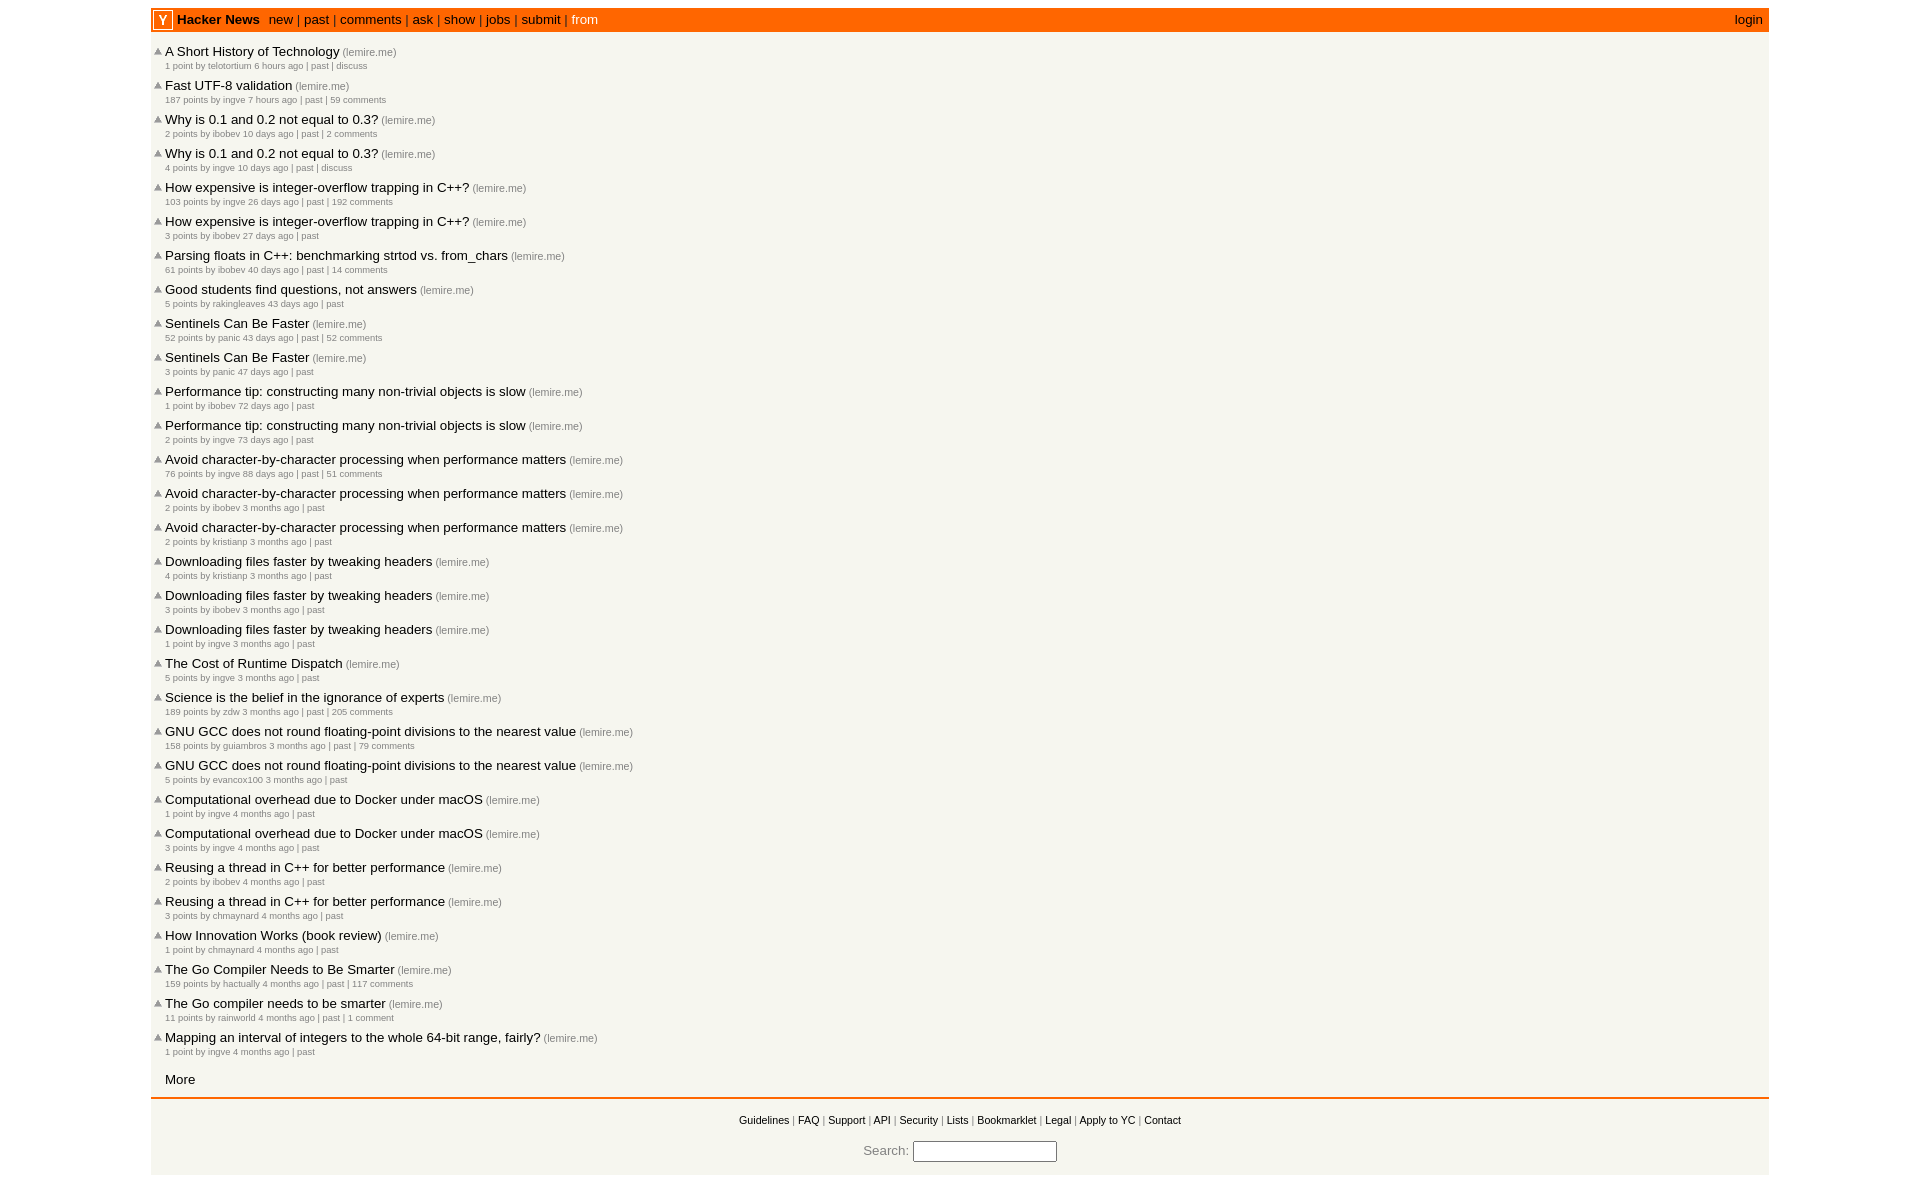 Y Hacker News new | past | comments | ask | show | jobs | submit | from login
A Short History of Technology (lemire.me)
1 point by telotortium 6 hours ago | past | discuss
Fast UTF-8 validation (lemire.me)
187 points by ingve 7 hours ago | past | 59 comments
Why is 0.1 and 0.2 not equal to 0.3? (lemire.me)
2 points by ibobev 10 days ago | past | 2 comments
Why is 0.1 and 0.2 not equal to 0.3? (lemire.me)
4 points by ingve 10 days ago | past | discuss
How expensive is integer-overflow trapping in C++? (lemire.me)
103 points by ingve 26 days ago | past | 192 comments
How expensive is integer-overflow trapping in C++? (lemire.me)
3 points by ibobev 27 days ago | past
Parsing floats in C++: benchmarking strtod vs. from_chars (lemire.me)
61 points by ibobev 40 days ago | past | 14 comments
Good students find questions, not answers (lemire.me)
5 points by rakingleaves 43 days ago | past
Sentinels Can Be Faster (lemire.me)
52 points by panic 43 days ago | past | 52 comments
Sentinels Can Be Faster (lemire.me)
3 points by panic 47 days ago | past
Performance tip: constructing many non-trivial objects is slow (lemire.me)
1 point by ibobev 72 days ago | past
Performance tip: constructing many non-trivial objects is slow (lemire.me)
2 points by ingve 73 days ago | past
Avoid character-by-character processing when performance matters (lemire.me)
76 points by ingve 88 days ago | past | 51 comments
Avoid character-by-character processing when performance matters (lemire.me)
2 points by ibobev 3 months ago | past
Avoid character-by-character processing when performance matters (lemire.me)
2 points by kristianp 3 months ago | past
Downloading files faster by tweaking headers (lemire.me)
4 points by kristianp 3 months ago | past
Downloading files faster by tweaking headers (lemire.me)
3 points by ibobev 3 months ago | past
Downloading files faster by tweaking headers (lemire.me)
1 point by ingve 3 months ago | past
The Cost of Runtime Dispatch (lemire.me)
5 points by ingve 3 months ago | past
Science is the belief in the ignorance of experts (lemire.me)
189 points by zdw 3 months ago | past | 205 comments
GNU GCC does not round floating-point divisions to the nearest value (lemire.me)
158 points by guiambros 3 months ago | past | 79 comments
GNU GCC does not round floating-point divisions to the nearest value (lemire.me)
5 points by evancox100 3 months ago | past
Computational overhead due to Docker under macOS (lemire.me)
1 point by ingve 4 months ago | past
Computational overhead due to Docker under macOS (lemire.me)
3 points by ingve 4 months ago | past
Reusing a thread in C++ for better performance (lemire.me)
2 points by ibobev 4 months ago | past
Reusing a thread in C++ for better performance (lemire.me)
3 points by chmaynard 4 months ago | past
How Innovation Works (book review) (lemire.me)
1 point by chmaynard 4 months ago | past
The Go Compiler Needs to Be Smarter (lemire.me)
159 points by hactually 4 months ago | past | 117 comments
The Go compiler needs to be smarter (lemire.me)
11 points by rainworld 4 months ago | past | 1 comment
Mapping an interval of integers to the whole 64-bit range, fairly? (lemire.me)
1 point by ingve 4 months ago | past
More
Guidelines | FAQ | Support | API | Security | Lists | Bookmarklet | Legal | Apply to YC | Contact
Search: